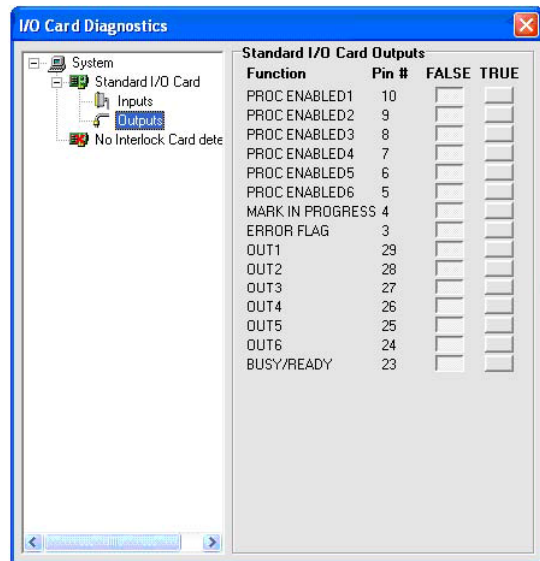 I/O Card Diagnostics
System
Standard I/O Card
Inputs
Outputs
No Interlock Card dete
Standard I/O Card Outputs
Function Pin # FALSE TRUE
PROC ENABLED1 10
PROC ENABLED2 9
PROC ENABLED3 8
PROC ENABLED4 7
PROC ENABLED5 6
PROC ENABLED6 5
MARK IN PROGRESS 4
ERROR FLAG 3
OUT1 29
OUT2 28
OUT3 27
OUT4 26
OUT5 25
OUT6 24
BUSY/READY 23